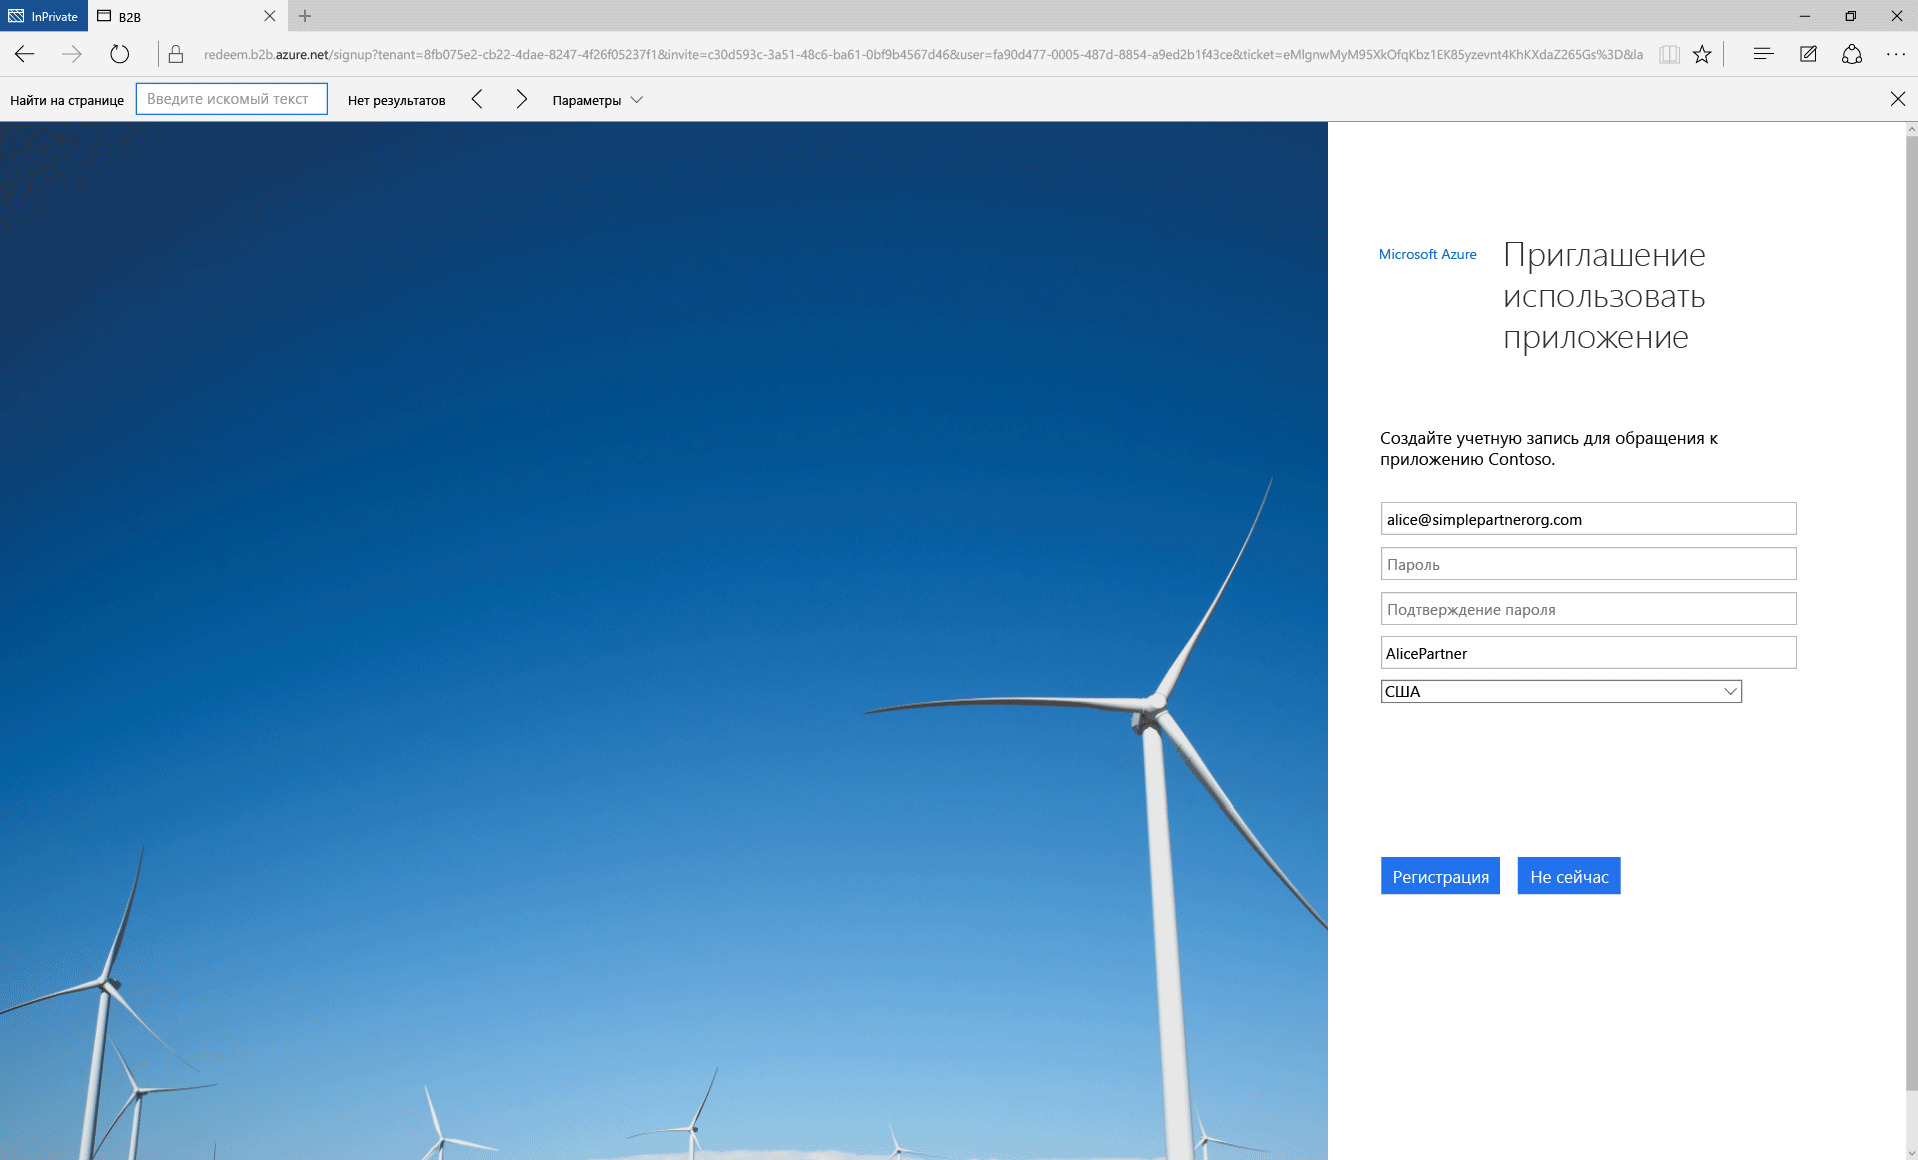 InPrivate
B2B
redeem.b2b.azure.net/signup?tenant=8fb075e2-cb22-4dae-8247-4f26f05237f1&invite=c30d593c-3a51-48c6-ba61-0bf9b4567d46&user=fa90d477-0005-487d-8854-a9ed2b1f43ce&ticket=eMIgnwMyM95XkOfqKbz1EK85yzevnt4KhKXdaZ265Gs%3D&la
Найти на странице
Введите искомый текст
Нет результатов
Параметры
Microsoft Azure
Приглашение
использовать
приложение
Создайте учетную запись для обращения к
приложению Contoso.
alice@simplepartnerorg.com
Пароль
Подтверждение пароля
AlicePartner
США
Регистрация
Не сейчас